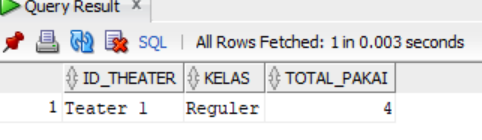 Query Result x
SQL | All Rows Fetched: 1 in 0.003 seconds
ID_THEATER KELAS TOTAL_PAKAI
1 Teater 1 Reguler 4